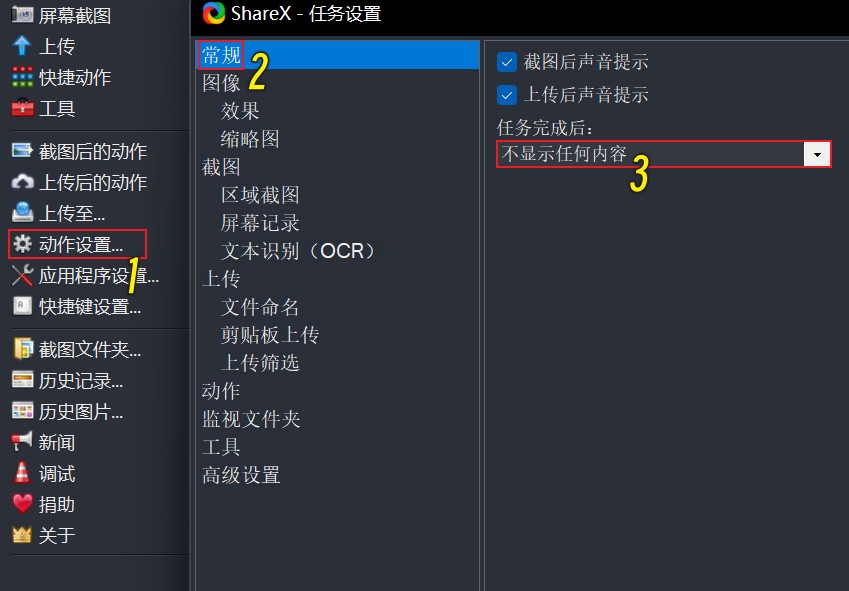 屏幕截图
上传
快捷动作
工具
截图后的动作
上传后的动作
上传至...
动作设置...
1
应用程序设置...
快捷键设置...
截图文件夹...
历史记录...
历史图片...
新闻
调试
捐助
关于
ShareX - 任务设置
常规
2
图像
效果
缩略图
截图
区域截图
屏幕记录
文本识别（OCR）
上传
文件命名
剪贴板上传
上传筛选
动作
监视文件夹
工具
高级设置
截图后声音提示
上传后声音提示
任务完成后：
不显示任何内容
3